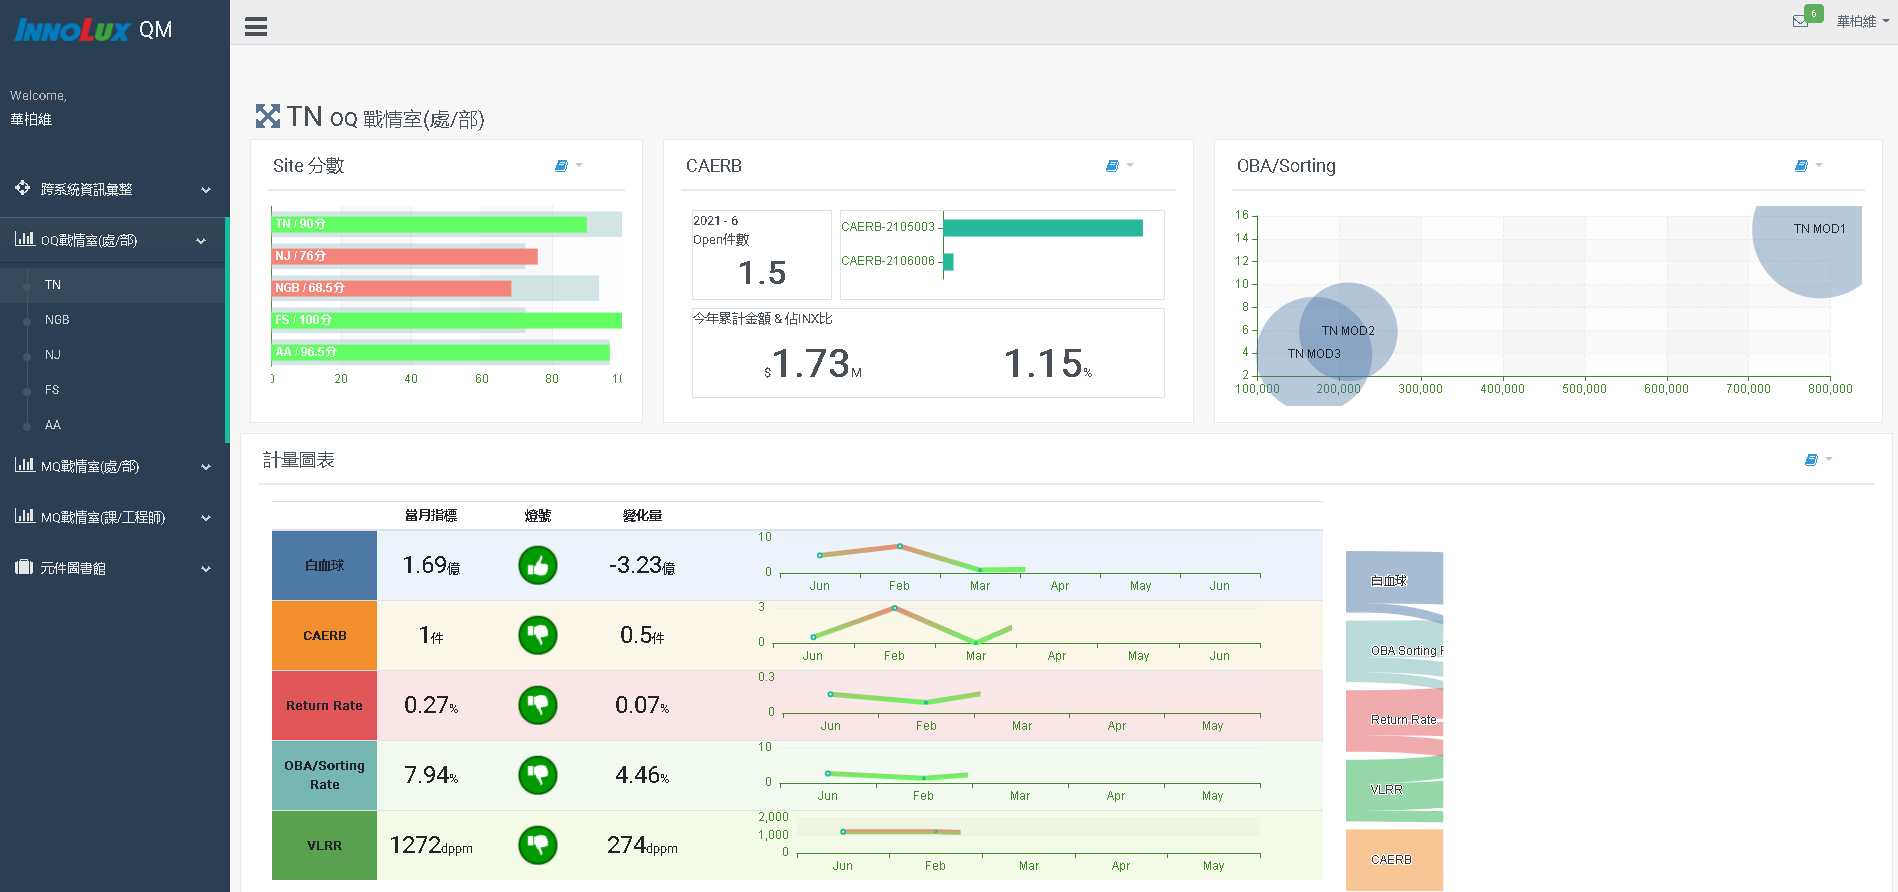 INNOLUX QM
6
華柏維
Welcome,
華柏維
跨系統資訊彙整
OQ戰情室(處/部)
TN
NGB
NJ
FS
AA
MQ戰情室(處/部)
MQ戰情室(課/工程師)
元件圖書館
TN OQ 戰情室(處/部)
Site 分數
TN / 90分
NJ / 76分
NGB / 68.5分
FS / 100分
AA / 96.5分
0 20 40 60 80 10
CAERB
2021 - 6
Open件數
1.5
CAERB-2105003
CAERB-2106006
今年累計金額 & 佔INX比
$1.73M
1.15%
OBA/Sorting
16
14
12
10
8
6
4
2
TN MOD1
TN MOD2
TN MOD3
100,000 200,000 300,000 400,000 500,000 600,000 700,000 800,000
計量圖表
當月指標 燈號 變化量
白血球 1.69億 -3.23億
10
0
Jun Feb Mar Apr May Jun
CAERB 1件 0.5件
3
0
Jun Feb Mar Apr May Jun
Return Rate 0.27% 0.07%
0.3
0
Jun Feb Mar Apr May
OBA/Sorting
Rate
7.94% 4.46%
10
0
Jun Feb Mar Apr May
VLRR 1272dppm 274dppm
2,000
1,000
0
Jun Feb Mar Apr May
白血球
OBA Sorting R
Return Rate
VLRR
CAERB